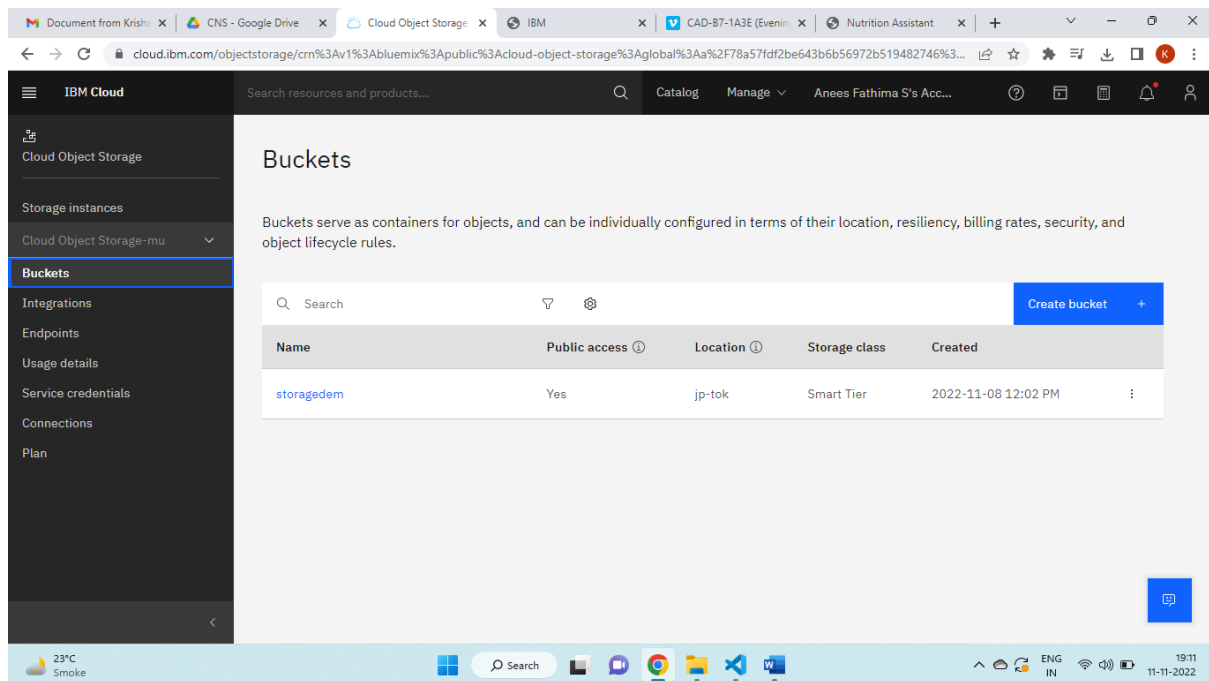 Document from Krisha
CNS - Google Drive
Cloud Object Storage
IBM
CAD-B7-1A3E (Evenin
Nutrition Assistant
cloud.ibm.com/objectstorage/crn%3Av1%3Abluemix%3Apublic%3Acloud-object-storage%3Aglobal%3Aa%2F78a57fdf2be643b6b56972b519482746%3...
K
IBM Cloud
Search resources and products...
Catalog
Manage
Anees Fathima S's Acc...
Cloud Object Storage
Storage instances
Cloud Object Storage-mu
Buckets
Integrations
Endpoints
Usage details
Service credentials
Connections
Plan
Buckets
Buckets serve as containers for objects, and can be individually configured in terms of their location, resiliency, billing rates, security, and
object lifecycle rules.
Search
Create bucket +
Name Public access Location Storage class Created
storagedem Yes jp-tok Smart Tier 2022-11-08 12:02 PM
23°C
Smoke
Search
ENG
IN
19:11
11-11-2022